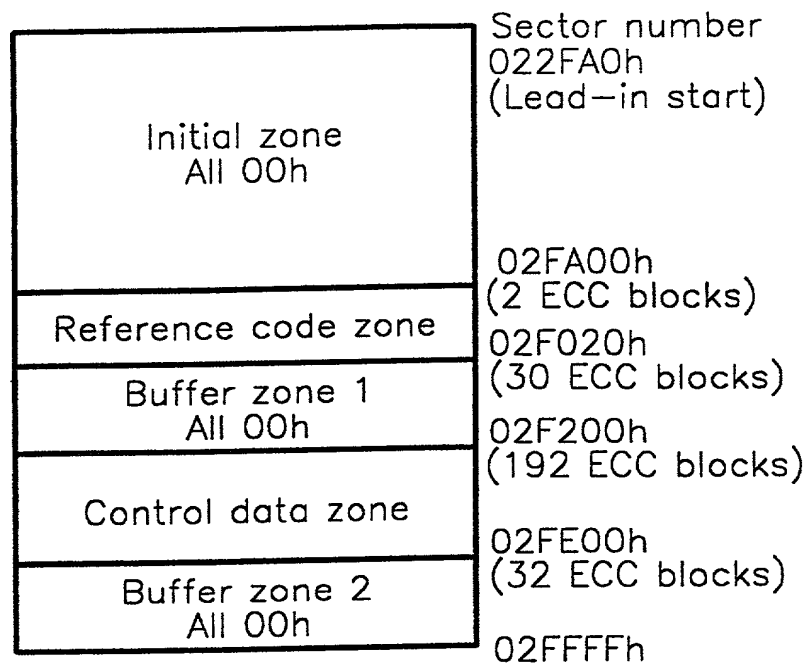 Sector number
022FA0h
(Lead-in start)
Initial zone
All 00h
02FA00h
(2 ECC blocks)
Reference code zone
02F020h
(30 ECC blocks)
Buffer zone 1
All 00h
02F200h
(192 ECC blocks)
Control data zone
02FE00h
(32 ECC blocks)
Buffer zone 2
All 00h
02FFFFh